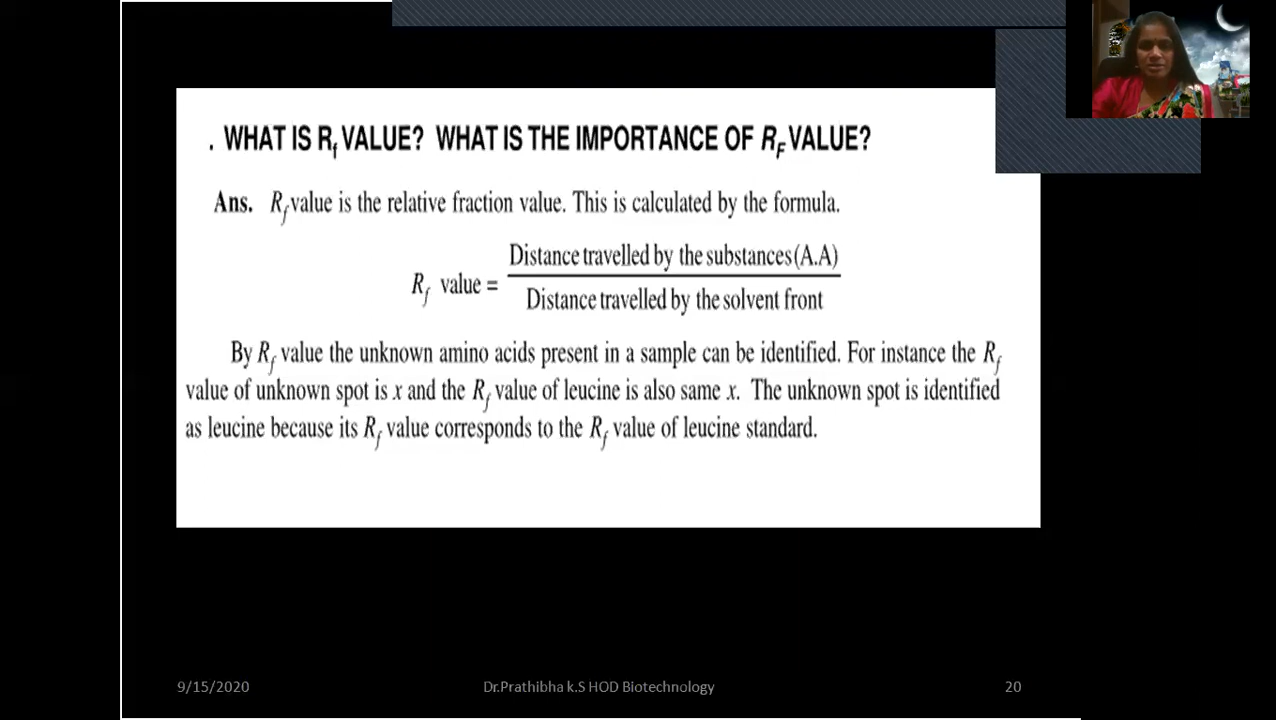 . WHAT IS Rf VALUE? WHAT IS THE IMPORTANCE OF RF VALUE?
Ans. Rf value is the relative fraction value. This is calculated by the formula.
Distance travelled by the substances (A.A)
Rf value =
Distance travelled by the solvent front
By Rf value the unknown amino acids present in a sample can be identified. For instance the Rf
value of unknown spot is x and the Rf value of leucine is also same x. The unknown spot is identified
as leucine because its Rf value corresponds to the Rf value of leucine standard.
9/15/2020 Dr.Prathibha k.S HOD Biotechnology 20